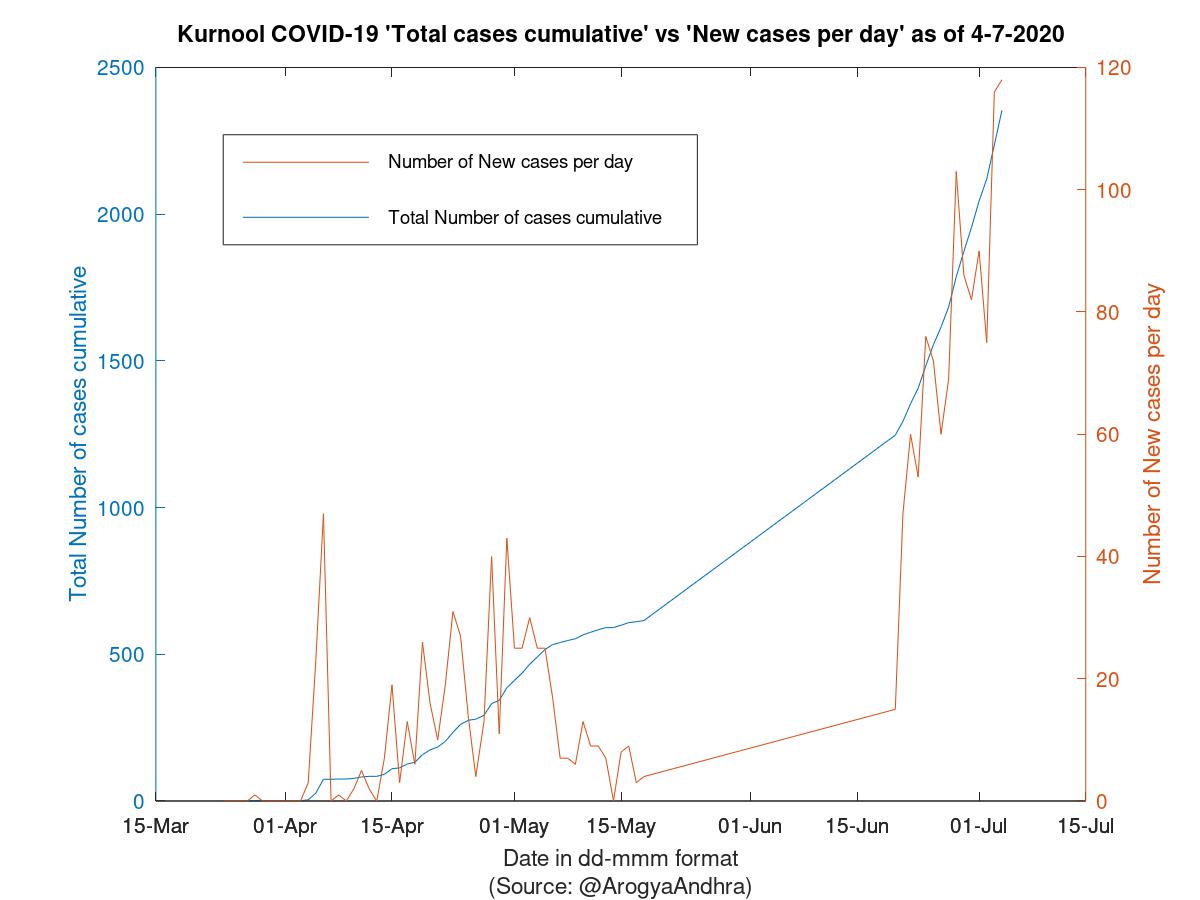 Kurnool COVID-19 'Total cases cumulative' vs 'New cases per day' as of 4-7-2020
2500
2000
1500
1000
500
0
Total Number of cases cumulative
Number of New cases per day
Total Number of cases cumulative
120
100
80
60
40
20
0
Number of New cases per day
15-Mar 01-Apr 15-Apr 01-May 15-May 01-Jun 15-Jun 01-Jul 15-Jul
Date in dd-mmm format
(Source: @ArogyaAndhra)